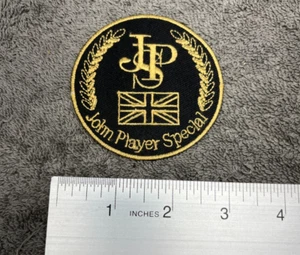 JPS
John Player Special
1 INCHES 2 3 4